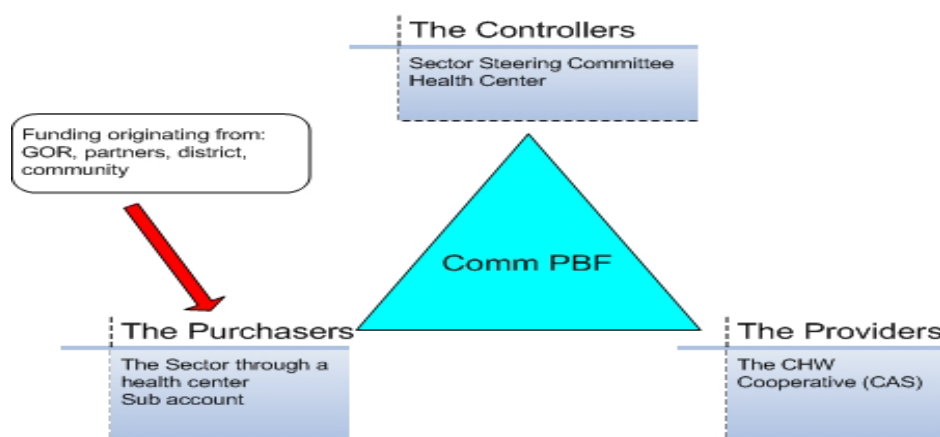 The Controllers
Sector Steering Committee
Health Center
Funding originating from:
GOR, partners, district,
community
Comm PBF
The Purchasers
The Sector through a
health center
Sub account
The Providers
The CHW
Cooperative (CAS)